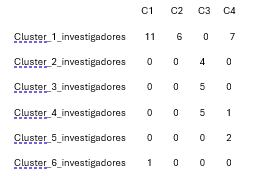 C1 C2 C3 C4
Cluster_1_investigadores 11 6 0 7
Cluster_2_investigadores 0 0 4 0
Cluster_3_investigadores 0 0 5 0
Cluster_4_investigadores 0 0 5 1
Cluster_5_investigadores 0 0 0 2
Cluster_6_investigadores 1 0 0 0